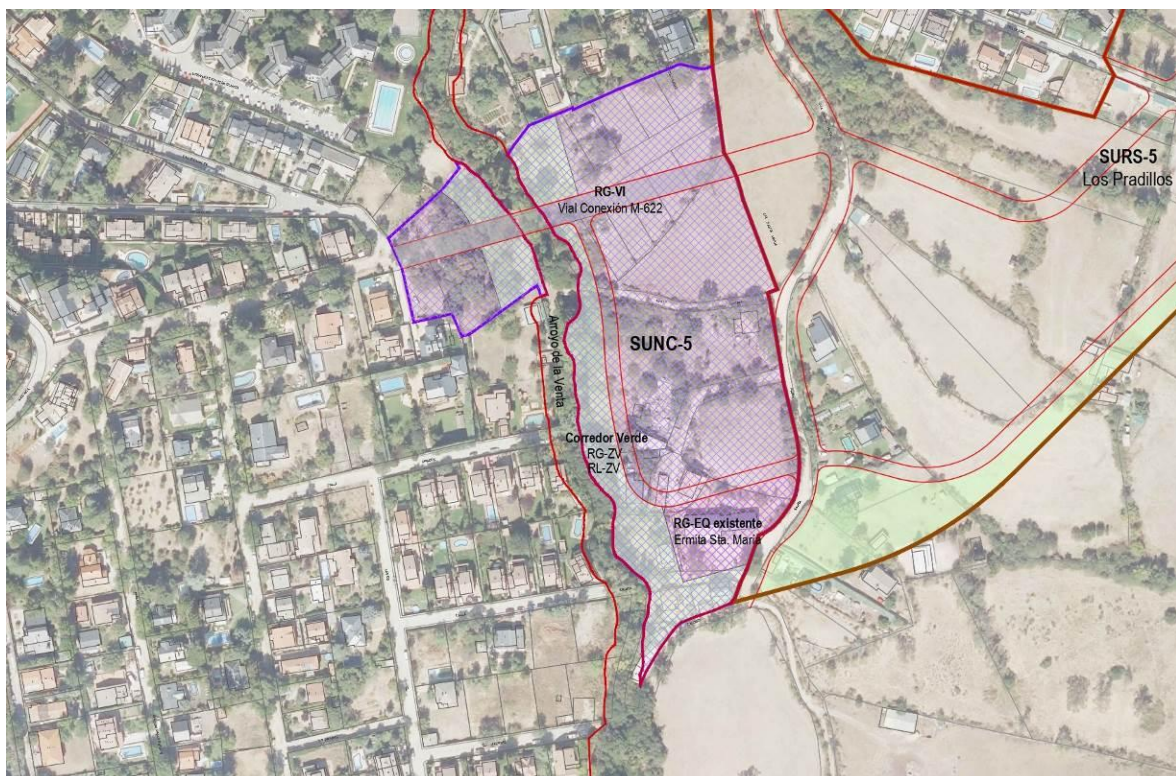 SURS-5
Los Pradillos
RG-VI
Vial Conexión M-622
SUNC-5
Arroyo de la Venta
Corredor Verde
RG-ZV
RL-ZV
RG-EQ existente
Ermita Sta. María